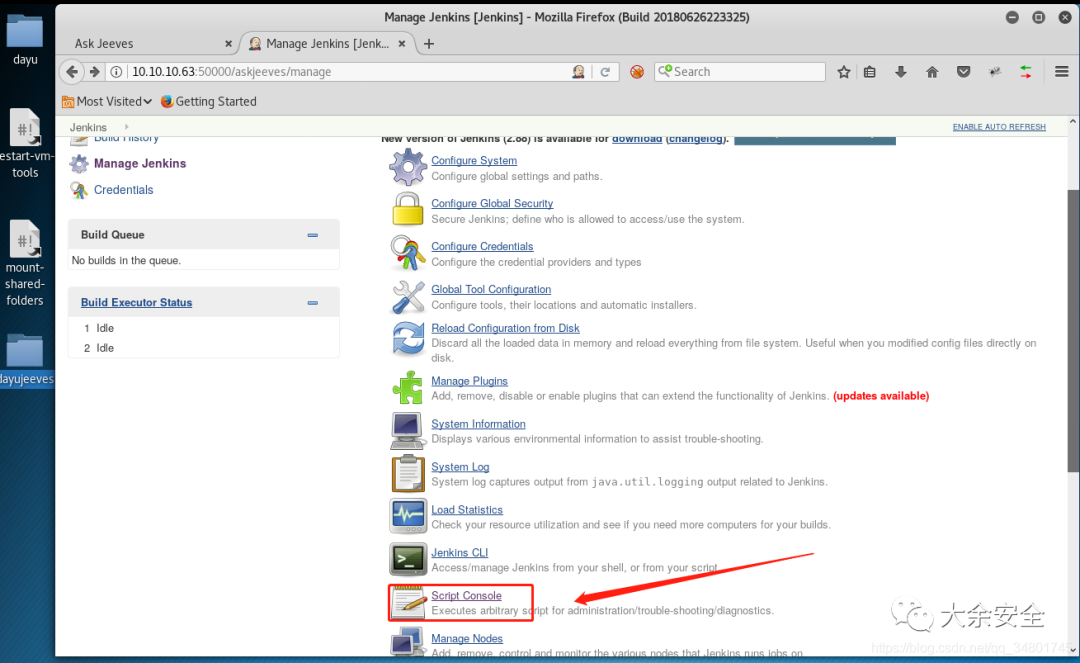 Manage Jenkins [Jenkins] - Mozilla Firefox (Build 20180626223325)
Ask Jeeves
Manage Jenkins [Jenk...
10.10.10.63:50000/askjeeves/manage
Search
Most Visited
Getting Started
dayu
estart-vm-
tools
mount-
shared-
folders
dayujeeves
Jenkins
ENABLE AUTO REFRESH
Build History
Manage Jenkins
Credentials
Build Queue
No builds in the queue.
Build Executor Status
1 Idle
2 Idle
New version of Jenkins (2.88) is available for download (changelog).
Configure System
Configure global settings and paths.
Configure Global Security
Secure Jenkins; define who is allowed to access/use the system.
Configure Credentials
Configure the credential providers and types
Global Tool Configuration
Configure tools, their locations and automatic installers.
Reload Configuration from Disk
Discard all the loaded data in memory and reload everything from file system. Useful when you modified config files directly on
disk.
Manage Plugins
Add, remove, disable or enable plugins that can extend the functionality of Jenkins. (updates available)
System Information
Displays various environmental information to assist trouble-shooting.
System Log
System log captures output from java.util.logging output related to Jenkins.
Load Statistics
Check your resource utilization and see if you need more computers for your builds.
Jenkins CLI
Access/manage Jenkins from your shell, or from your script.
Script Console
Executes arbitrary script for administration/trouble-shooting/diagnostics.
Manage Nodes
Add, remove, control and monitor the various nodes that Jenkins runs jobs on.
大余安全